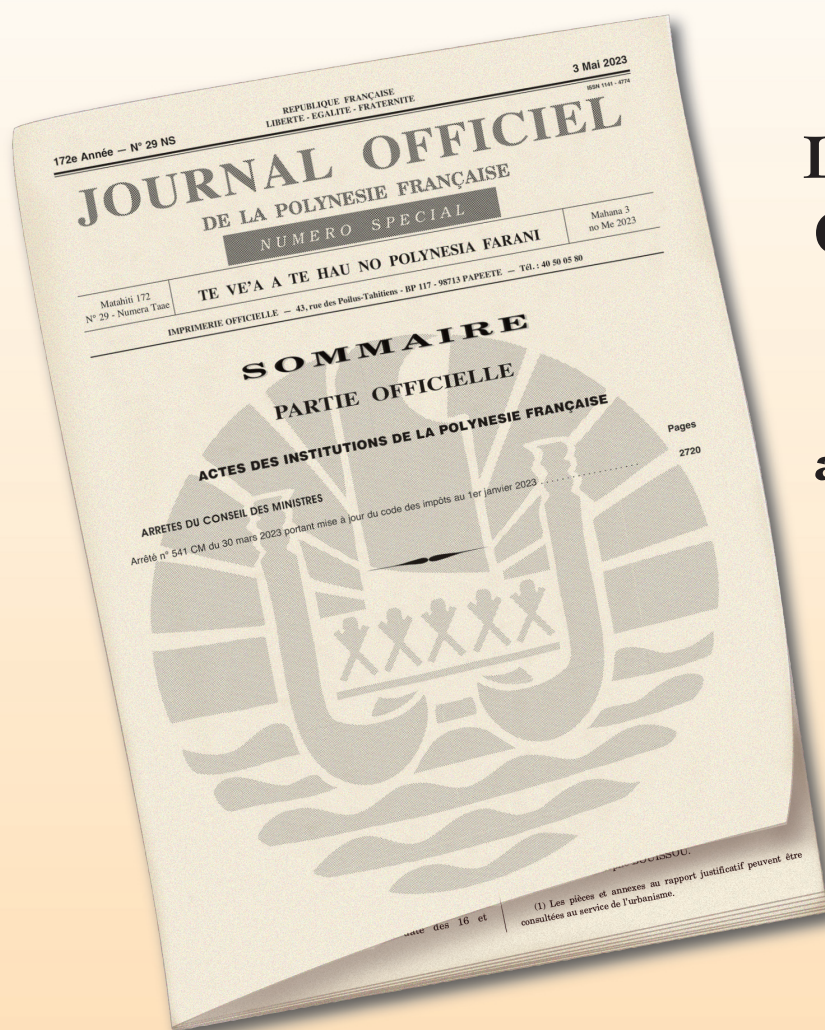 3 Mai 2023
ISSN 1141 - 4774
REPUBLIQUE FRANÇAISE
LIBERTE - EGALITE - FRATERNITE
172e Année — N° 29 NS
JOURNAL OFFICIEL
DE LA POLYNESIE FRANÇAISE
NUMERO SPECIAL
Matahiti 172
N° 29 - Numera Taae
TE VE'A A TE HAU NO POLYNESIA FARANI
Mahana 3
no Me 2023
IMPRIMERIE OFFICIELLE — 43, rue des Poilus-Tahitiens - BP 117 - 98713 PAPEETE — Tél. : 40 50 05 80
SOMMAIRE
PARTIE OFFICIELLE
ACTES DES INSTITUTIONS DE LA POLYNESIE FRANÇAISE
Pages
ARRETES DU CONSEIL DES MINISTRES
Arrêté n° 541 CM du 30 mars 2023 portant mise à jour du code des impôts au 1er janvier 2023 .................... 2720
date des 16 et
BOUISSOU.
(1) Les pièces et annexes au rapport justificatif peuvent être
consultées au service de l'urbanisme.